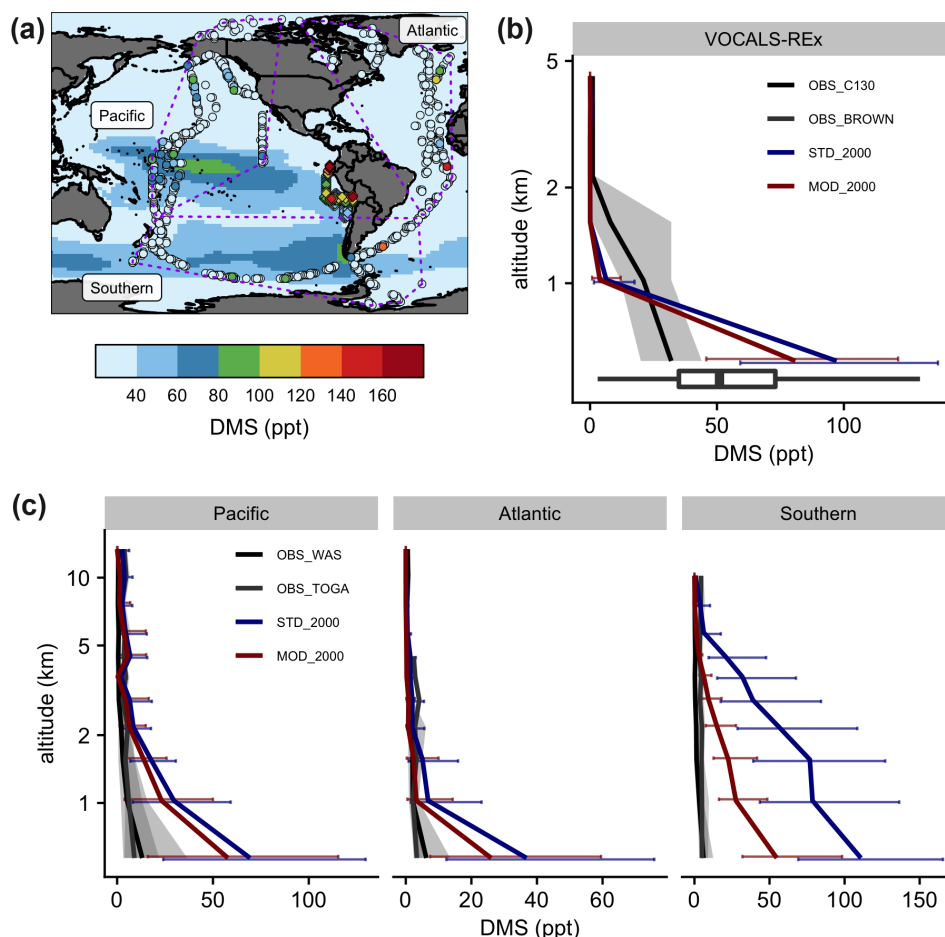 (a)
Atlantic
Pacific
Southern
40 60 80 100 120 140 160
DMS (ppt)
(b)
VOCALS-REx
OBS_C130
OBS_BROWN
STD_2000
MOD_2000
5
2
1
altitude (km)
0 50 100
DMS (ppt)
(c)
Pacific Atlantic Southern
OBS_WAS
OBS_TOGA
STD_2000
MOD_2000
10
5
2
1
altitude (km)
0 50 100 0 20 40 60 0 50 100 150
DMS (ppt)